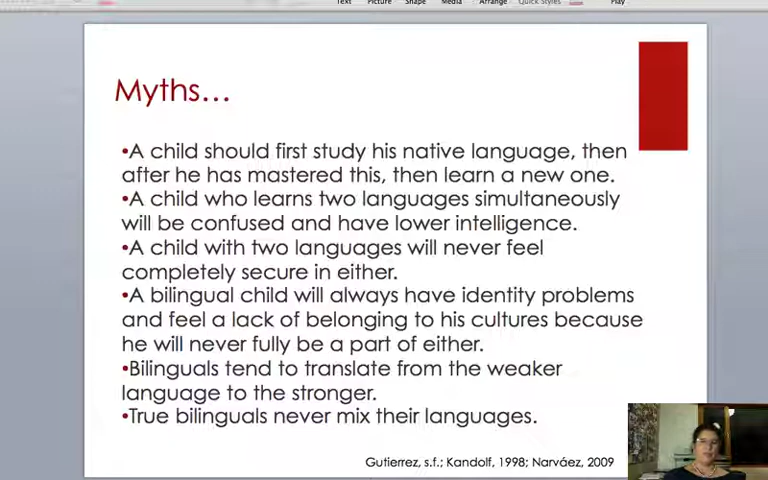 Text Picture Shape Media Arrange Quick Styles Play
Myths…
•A child should first study his native language, then
after he has mastered this, then learn a new one.
•A child who learns two languages simultaneously
will be confused and have lower intelligence.
•A child with two languages will never feel
completely secure in either.
•A bilingual child will always have identity problems
and feel a lack of belonging to his cultures because
he will never fully be a part of either.
•Bilinguals tend to translate from the weaker
language to the stronger.
•True bilinguals never mix their languages.
Gutierrez, s.f.; Kandolf, 1998; Narváez, 2009